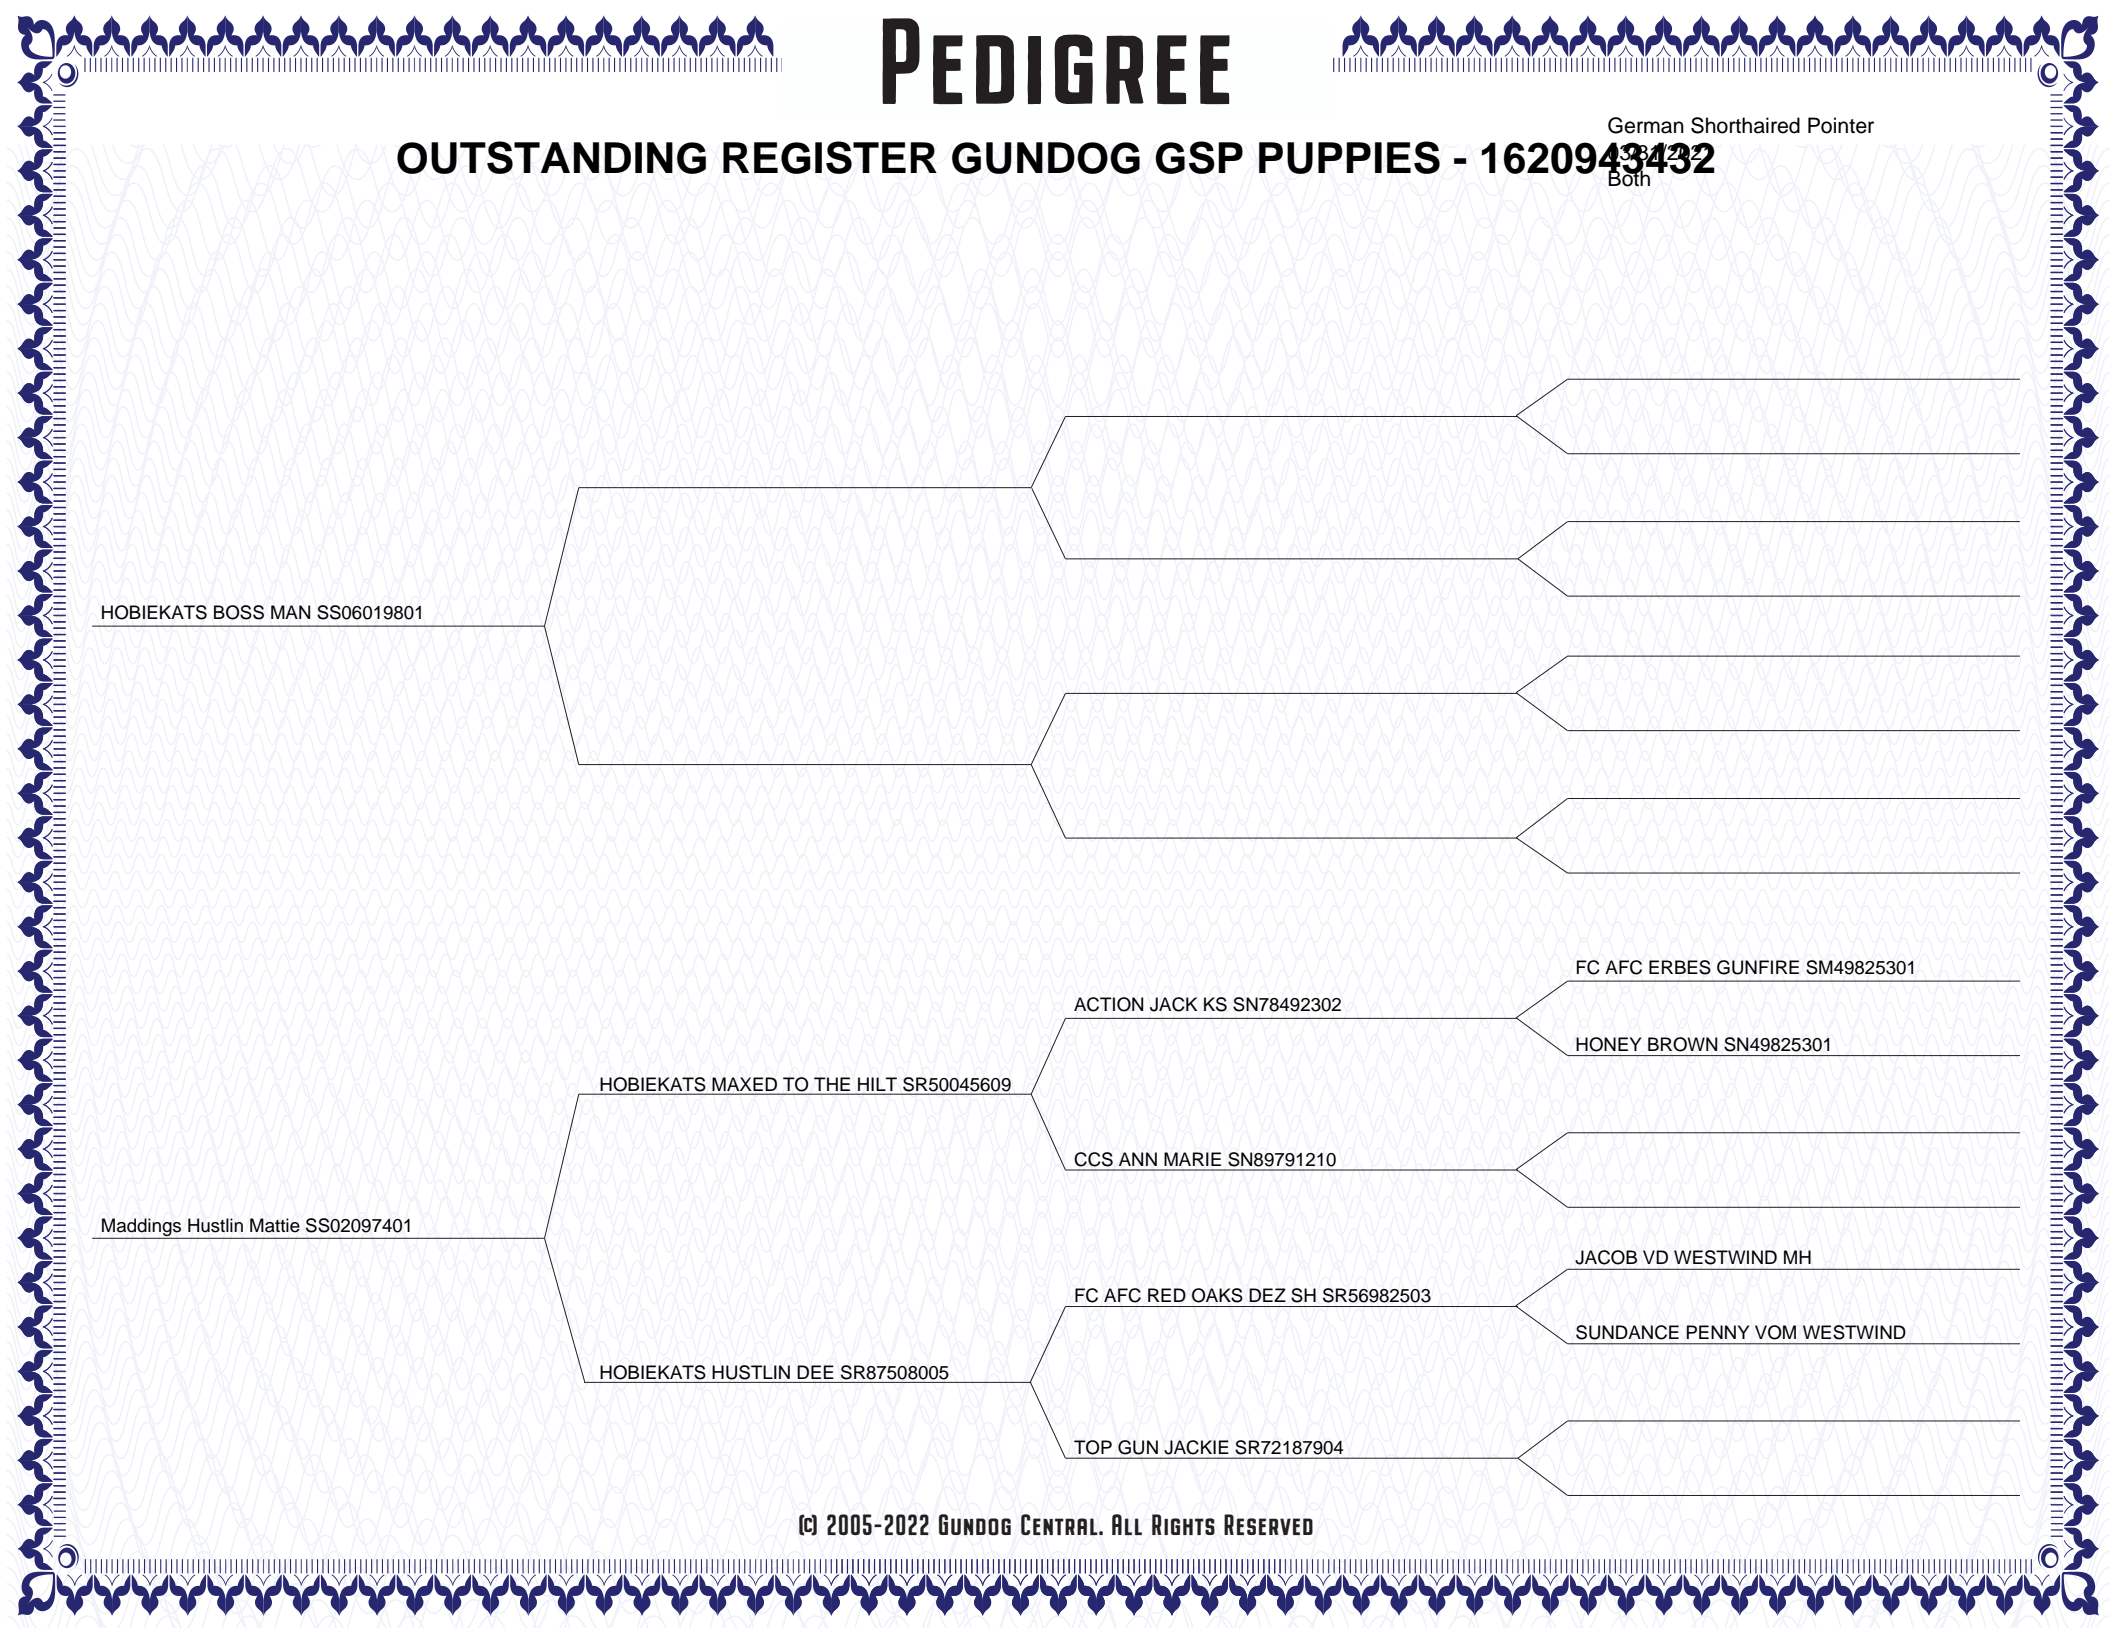 PEDIGREE
German Shorthaired Pointer
OUTSTANDING REGISTER GUNDOG GSP PUPPIES - 1620943432
Both
HOBIEKATS BOSS MAN SS06019801
FC AFC ERBES GUNFIRE SM49825301
ACTION JACK KS SN78492302
HONEY BROWN SN49825301
HOBIEKATS MAXED TO THE HILT SR50045609
CCS ANN MARIE SN89791210
Maddings Hustlin Mattie SS02097401
JACOB VD WESTWIND MH
FC AFC RED OAKS DEZ SH SR56982503
SUNDANCE PENNY VOM WESTWIND
HOBIEKATS HUSTLIN DEE SR87508005
TOP GUN JACKIE SR72187904
(C) 2005-2022 GUNDOG CENTRAL. ALL RIGHTS RESERVED